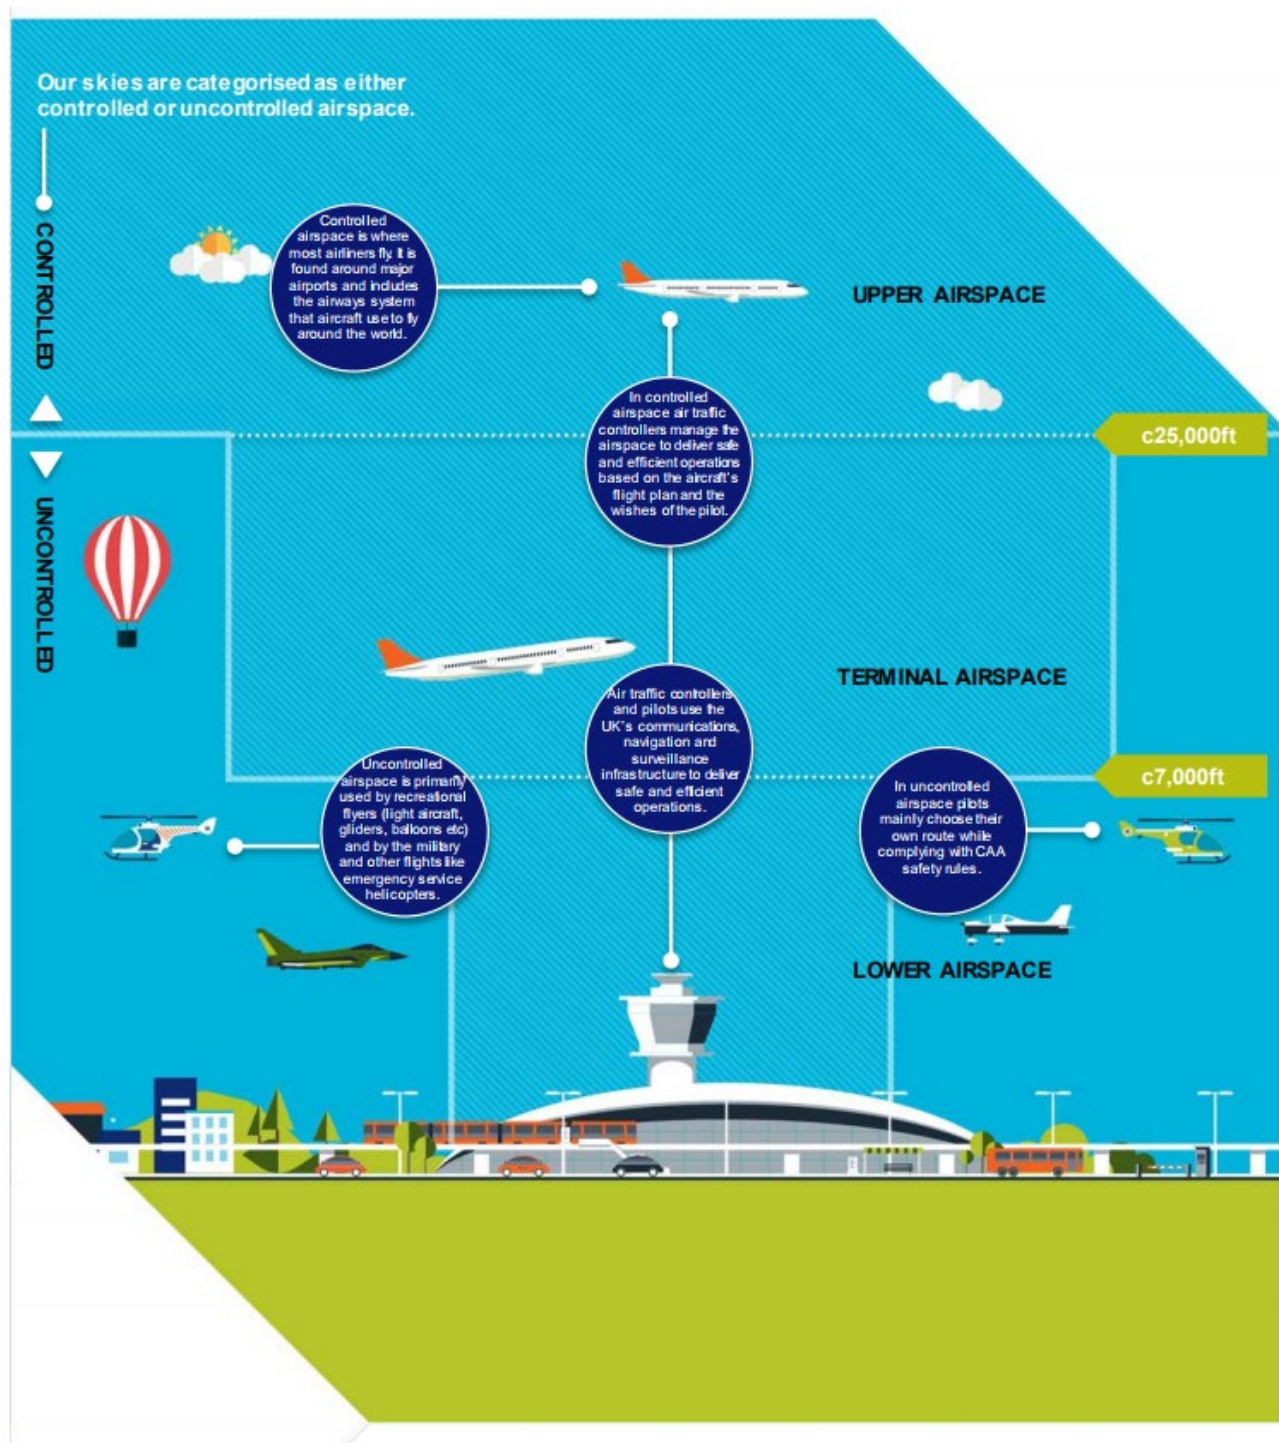 Our skies are categorised as either
controlled or uncontrolled airspace.
CONTROLLED
Controlled
airspace is where
most airliners fly. It is
found around major
airports and includes
the airways system
that aircraft use to fly
around the world.
UPPER AIRSPACE
In controlled
airspace air traffic
controllers manage the
airspace to deliver safe
and efficient operations
based on the aircraft's
flight plan and the
wishes of the pilot.
c25,000ft
UNCONTROLLED
TERMINAL AIRSPACE
Air traffic controllers
and pilots use the
UK's communications,
navigation and
surveillance
infrastructure to deliver
safe and efficient
operations.
Uncontrolled
airspace is primarily
used by recreational
flyers (light aircraft,
gliders, balloons etc)
and by the military
and other flights like
emergency service
helicopters.
c7,000ft
In uncontrolled
airspace pilots
mainly choose their
own route while
complying with CAA
safety rules.
LOWER AIRSPACE